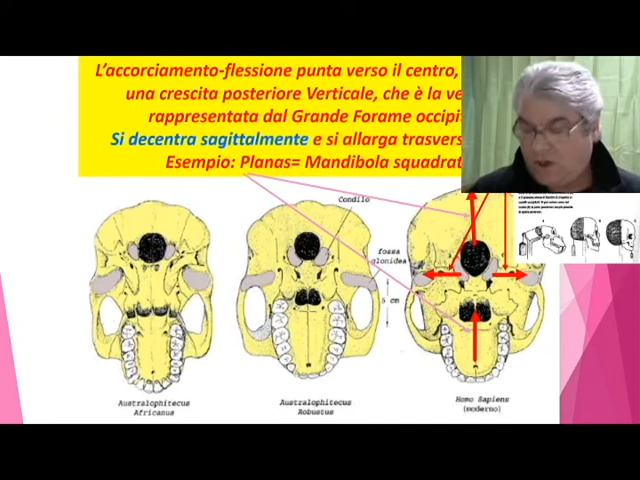 L'accorciamento-flessione punta verso il centro,
una crescita posteriore Verticale, che è la ve
rappresentata dal Grande Forame occipi
Si decentra sagittalmente e si allarga trasvers
Esempio: Planas= Mandibola squadrat
Condilo
fossa
glonidea
6 cm
Australophitecus
Africanus
Australophitecus
Robustus
Homo Sapiens
(moderno)